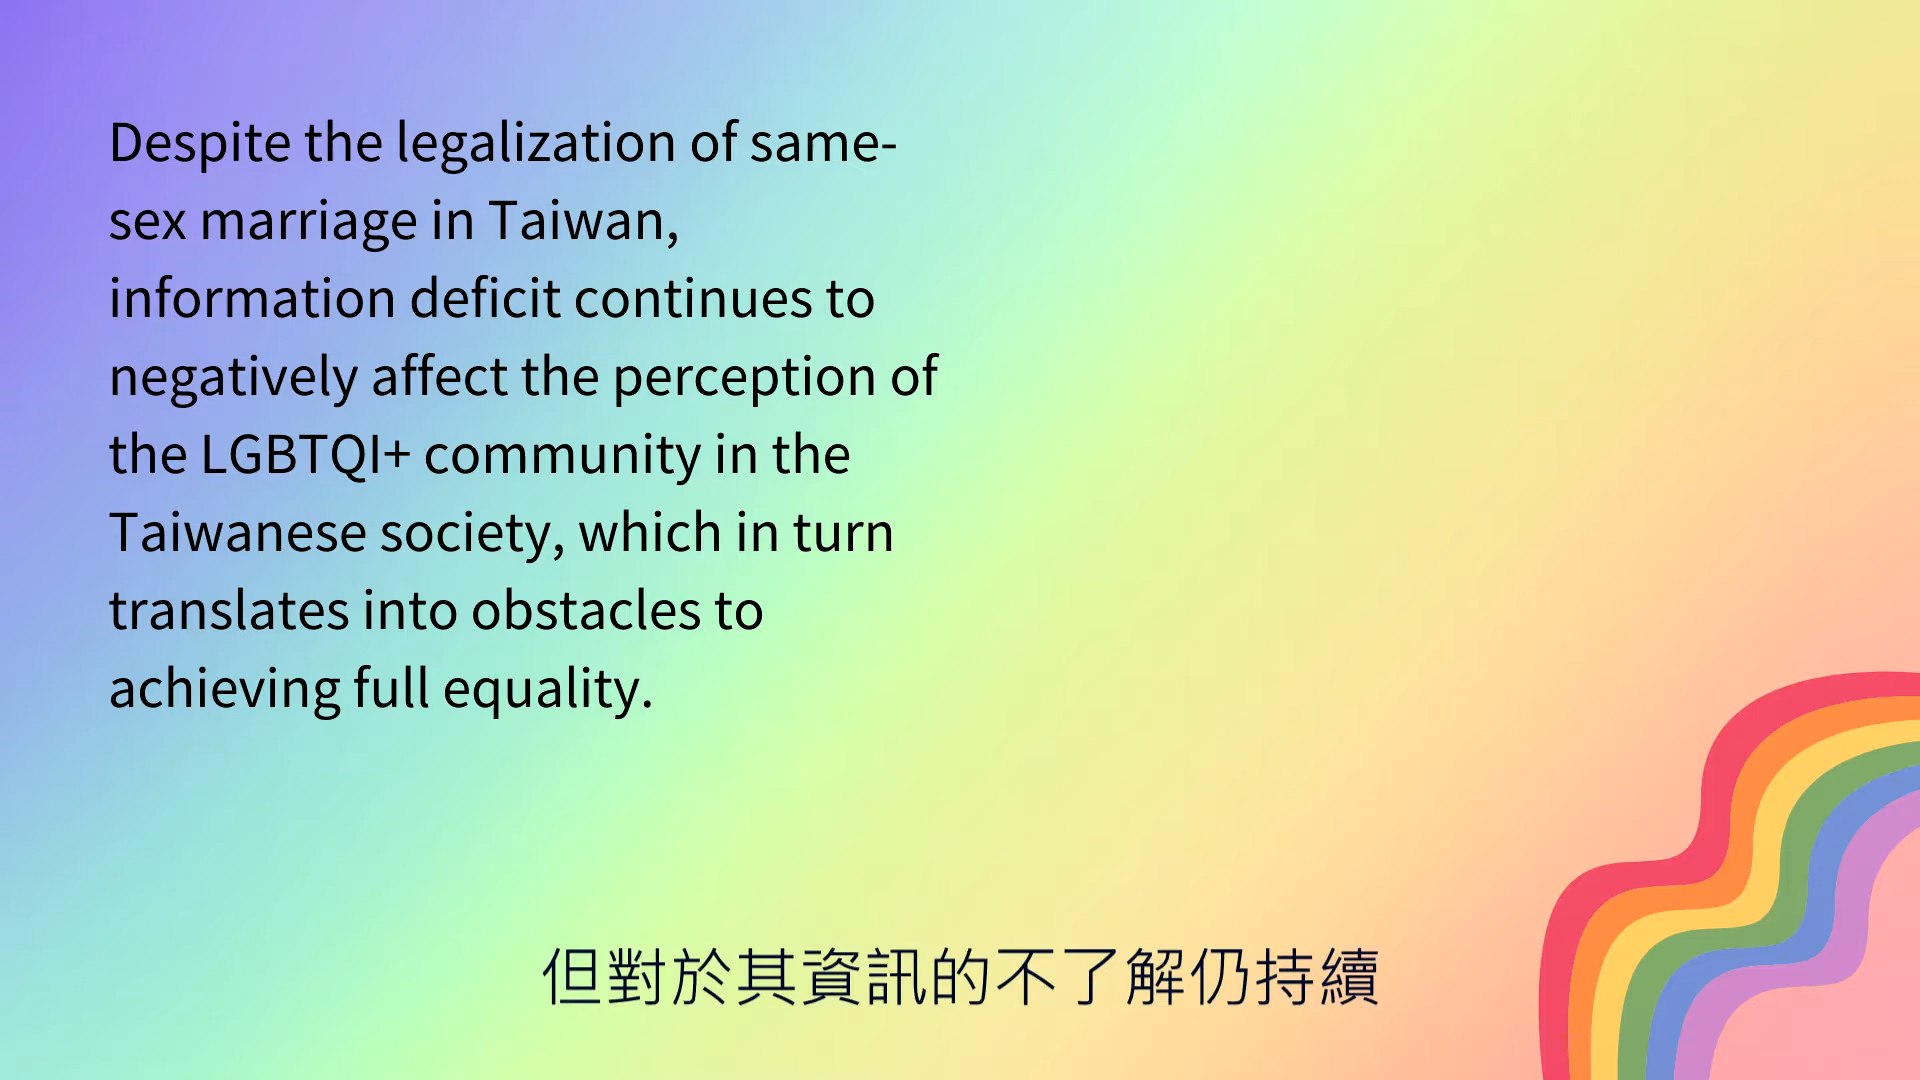 Despite the legalization of same-
sex marriage in Taiwan,
information deficit continues to
negatively affect the perception of
the LGBTQI+ community in the
Taiwanese society, which in turn
translates into obstacles to
achieving full equality.
但對於其資訊的不了解仍持續